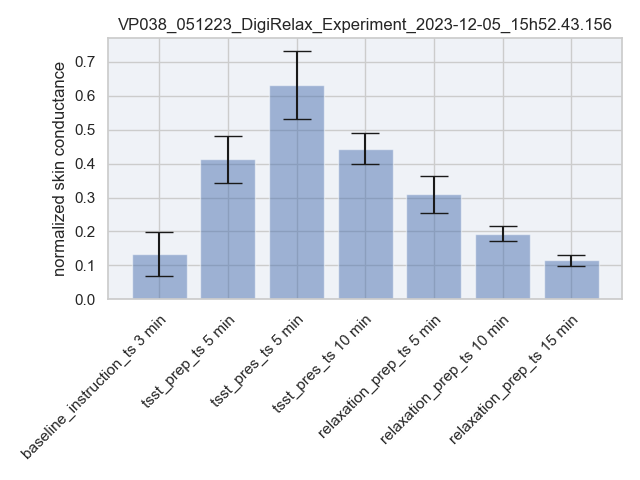 VP038_051223_DigiRelax_Experiment_2023-12-05_15h52.43.156
normalized skin conductance
0.7
0.6
0.5
0.4
0.3
0.2
0.1
0.0
baseline_instruction_ts 3 min
tsst_prep_ts 5 min
tsst_pres_ts 5 min
tsst_pres_ts 10 min
relaxation_prep_ts 5 min
relaxation_prep_ts 10 min
relaxation_prep_ts 15 min